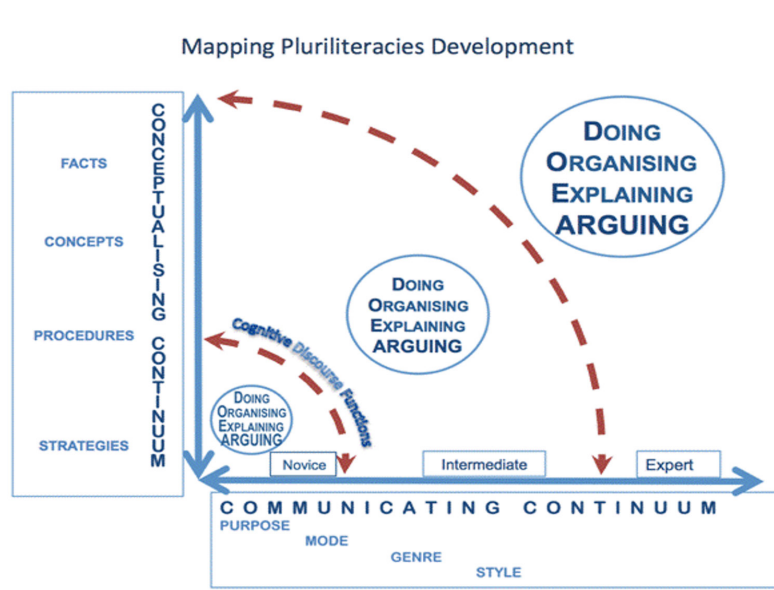 Mapping Pluriliteracies Development
CONCEPTUALISING CONTINUUM
FACTS
CONCEPTS
PROCEDURES
STRATEGIES
DOING
ORGANISING
EXPLAINING
ARGUING
DOING
ORGANISING
EXPLAINING
ARGUING
Cognitive Discourse Functions
DOING
ORGANISING
EXPLAINING
ARGUING
Novice
Intermediate
Expert
COMMUNICATING CONTINUUM
PURPOSE
MODE
GENRE
STYLE